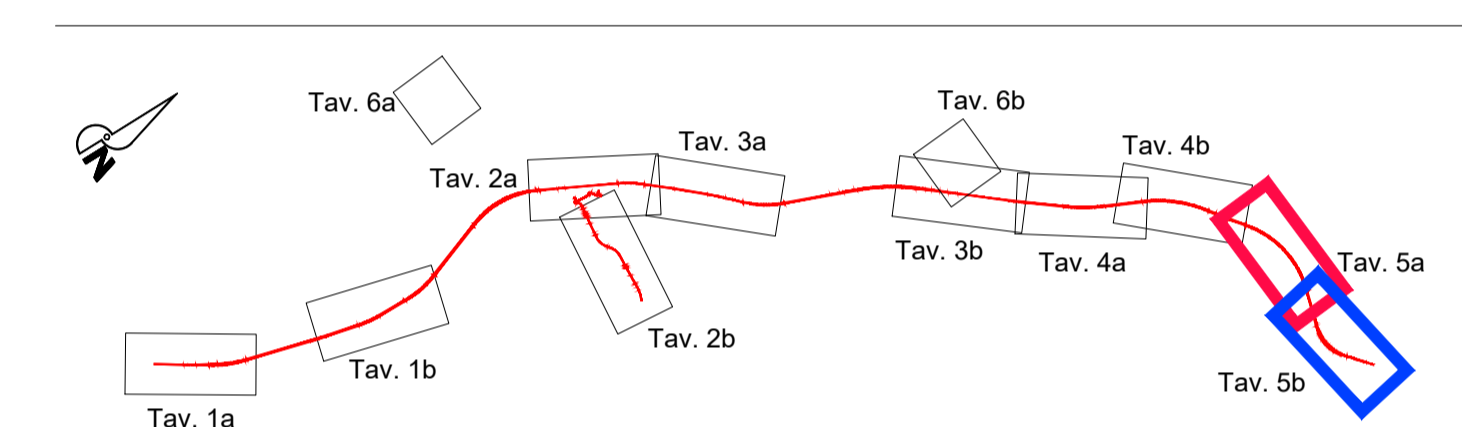 Tav. 6a
N
Tav. 6b
Tav. 3a
Tav. 4b
Tav. 2a
Tav. 3b
Tav. 4a
Tav. 5a
Tav. 2b
Tav. 1b
Tav. 5b
Tav. 1a